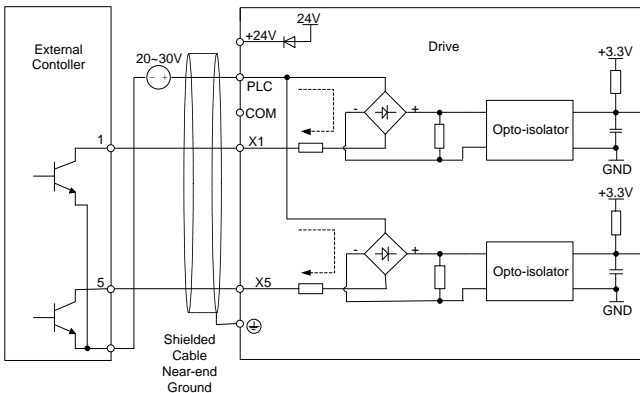 External
Contoller
20~30V
- +
+24V
24V
Drive
PLC
COM
1
X1
- +
Opto-isolator
+3.3V
GND
5
X5
- +
Opto-isolator
+3.3V
GND
Shielded
Cable
Near-end
Ground